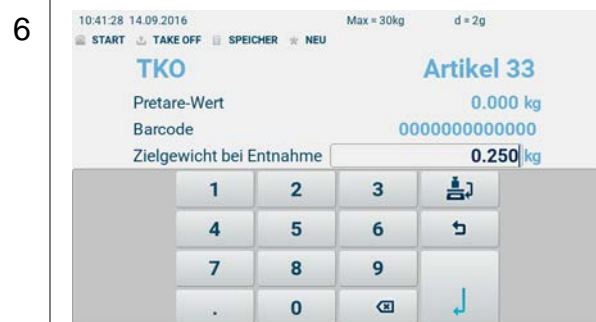 6
10:41:28 14.09.2016 Max = 30kg d = 2g
START TAKE OFF SPEICHER NEU
TKO Artikel 33
Pretare-Wert 0.000 kg
Barcode 0000000000000
Zielgewicht bei Entnahme 0.250 kg
1 2 3
4 5 6
7 8 9
. 0